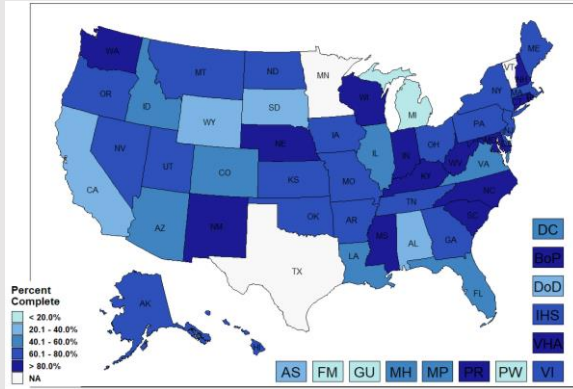 WA
MT
ND
MN
VT
ME
OR
ID
SD
WI
MI
NY
MA
WY
NE
IA
PA
NV
UT
CO
IL
IN
OH
NJ
CA
KS
MO
KY
WV
VA
AZ
NM
OK
AR
TN
NC
SC
TX
LA
MS
AL
GA
FL
AK
HI
DC
BoP
DoD
IHS
VHA
Percent
Complete
< 20.0%
20.1 - 40.0%
40.1 - 60.0%
60.1 - 80.0%
> 80.0%
NA
AS FM GU MH MP PR PW VI